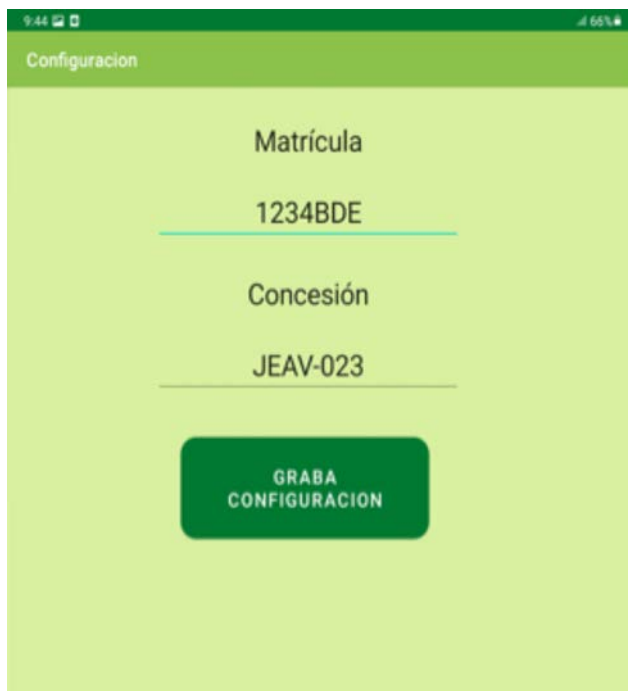 9:44
66%
Configuracion
Matrícula
1234BDE
Concesión
JEAV-023
GRABA
CONFIGURACION